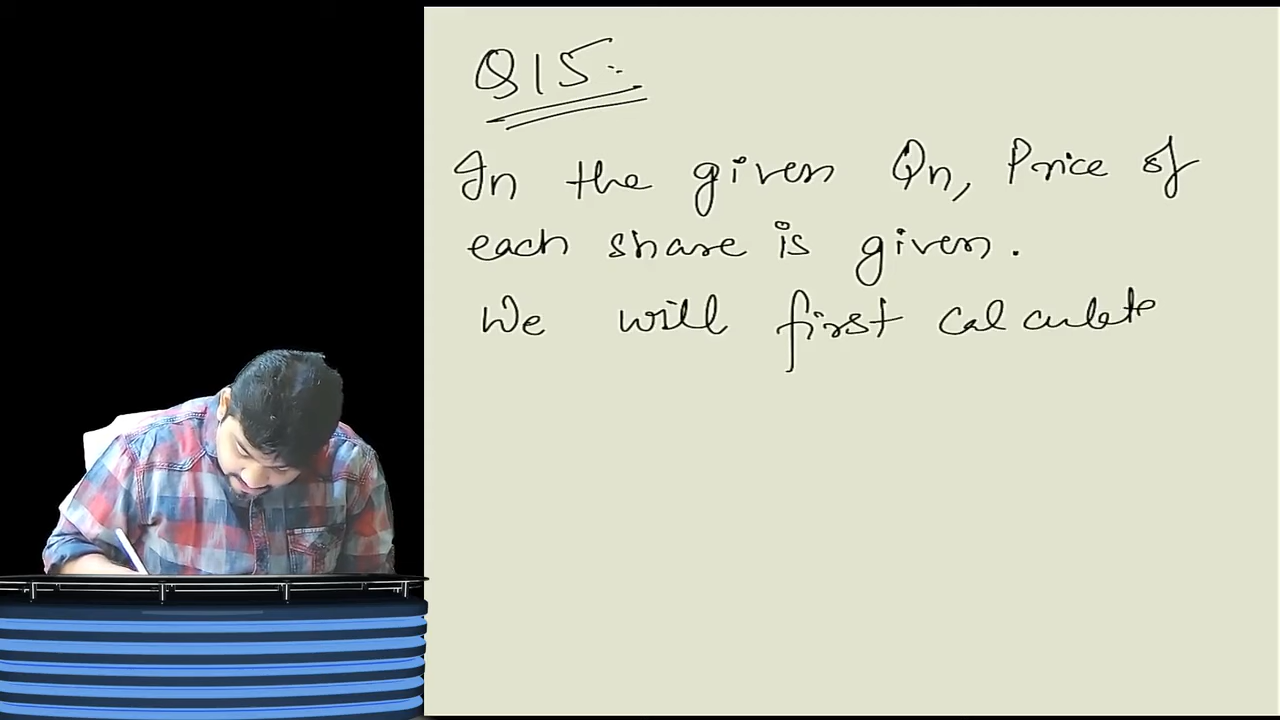 Q15:
In the given Qn, Price of
each share is given.
We will first calculate